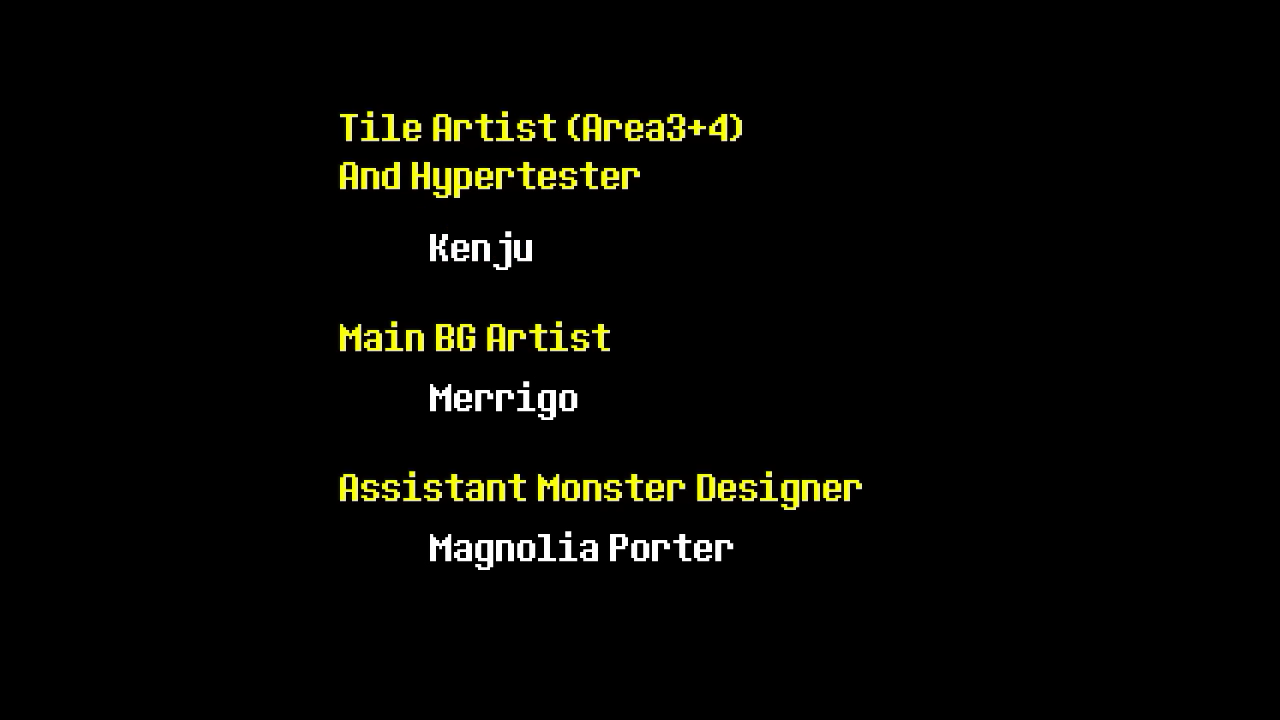 Tile Artist (Area3+4)
And Hypertester
Kenju
Main BG Artist
Merrigo
Assistant Monster Designer
Magnolia Porter